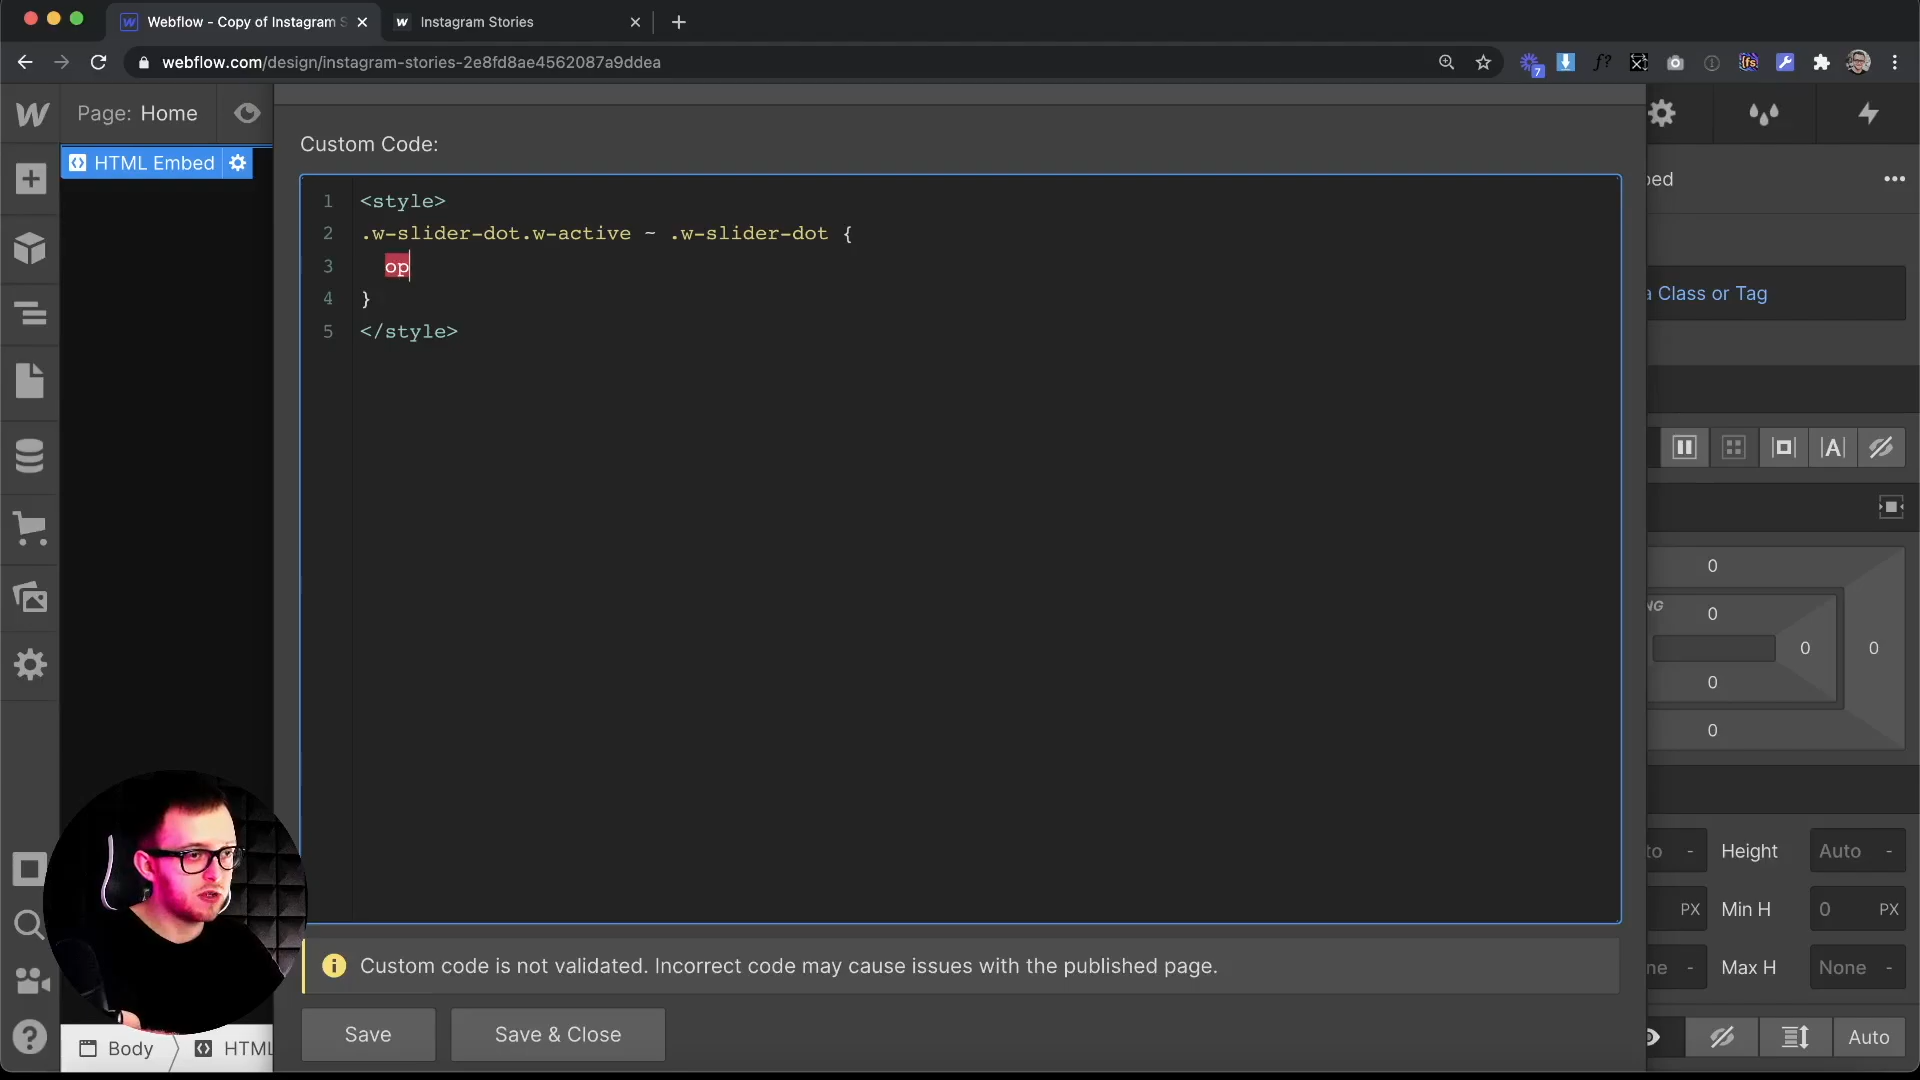 Webflow - Copy of Instagram S
Instagram Stories
webflow.com/design/instagram-stories-2e8fd8ae4562087a9ddea
7
Page: Home
HTML Embed
Custom Code:
1 <style>
2 .w-slider-dot.w-active ~ .w-slider-dot {
3 op
4 }
5 </style>
Custom code is not validated. Incorrect code may cause issues with the published page.
Save
Save & Close
Body
HTML
Class or Tag
0
0
0
0
0
0
Height
Auto -
PX
Min H
0 PX
Max H
None -
Auto